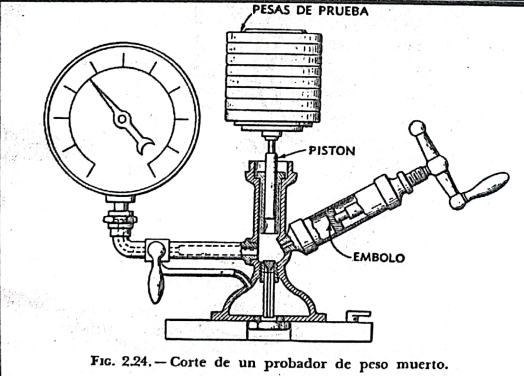 PESAS DE PRUEBA
PISTON
EMBOLO
FIG. 2.24.— Corte de un probador de peso muerto.